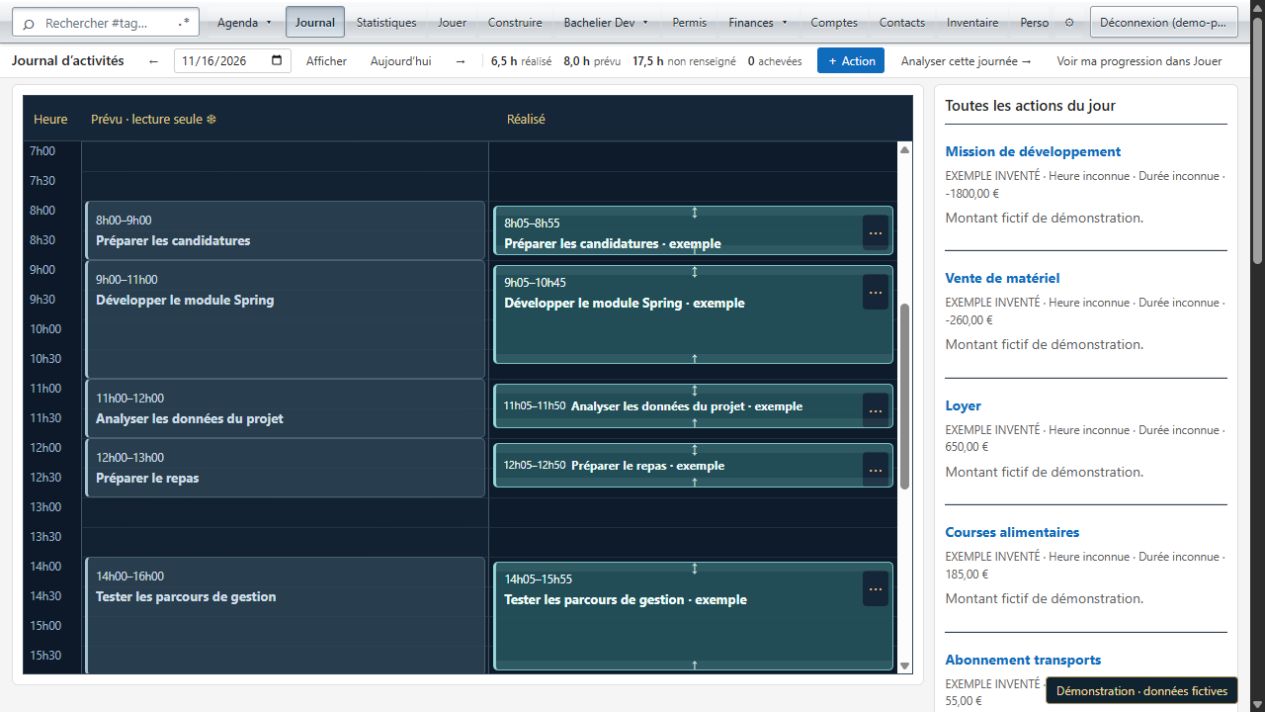 Rechercher #tag...
.*
Agenda
Journal
Statistiques
Jouer
Construire
Bachelier Dev
Permis
Finances
Comptes
Contacts
Inventaire
Perso
Déconnexion (demo-p...
Journal d'activités
←
11/16/2026
Afficher
Aujourd'hui
→
6,5 h réalisé
8,0 h prévu
17,5 h non renseigné
0 achevées
+ Action
Analyser cette journée →
Voir ma progression dans Jouer
Heure
Prévu · lecture seule
Réalisé
7h00
7h30
8h00
8h30
9h00
9h30
10h00
10h30
11h00
11h30
12h00
12h30
13h00
13h30
14h00
14h30
15h00
15h30
8h00–9h00
Préparer les candidatures
9h00–11h00
Développer le module Spring
11h00–12h00
Analyser les données du projet
12h00–13h00
Préparer le repas
14h00–16h00
Tester les parcours de gestion
8h05–8h55
Préparer les candidatures · exemple
...
9h05–10h45
Développer le module Spring · exemple
...
11h05–11h50 Analyser les données du projet · exemple
...
12h05–12h50 Préparer le repas · exemple
...
14h05–15h55
Tester les parcours de gestion · exemple
...
Toutes les actions du jour
Mission de développement
EXEMPLE INVENTÉ · Heure inconnue · Durée inconnue ·
-1800,00 €
Montant fictif de démonstration.
Vente de matériel
EXEMPLE INVENTÉ · Heure inconnue · Durée inconnue ·
-260,00 €
Montant fictif de démonstration.
Loyer
EXEMPLE INVENTÉ · Heure inconnue · Durée inconnue ·
650,00 €
Montant fictif de démonstration.
Courses alimentaires
EXEMPLE INVENTÉ · Heure inconnue · Durée inconnue ·
185,00 €
Montant fictif de démonstration.
Abonnement transports
EXEMPLE INVENTÉ ·
55,00 €
Démonstration · données fictives